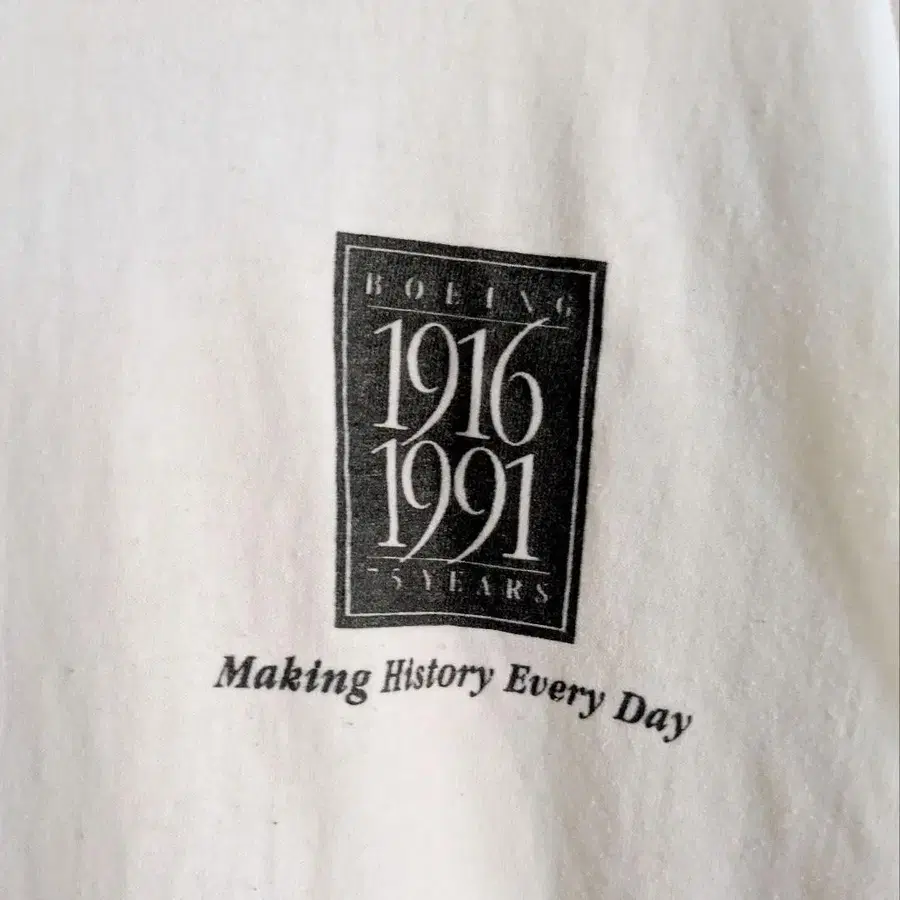 BOEING
1916
1991
75 YEARS
Making History Every Day